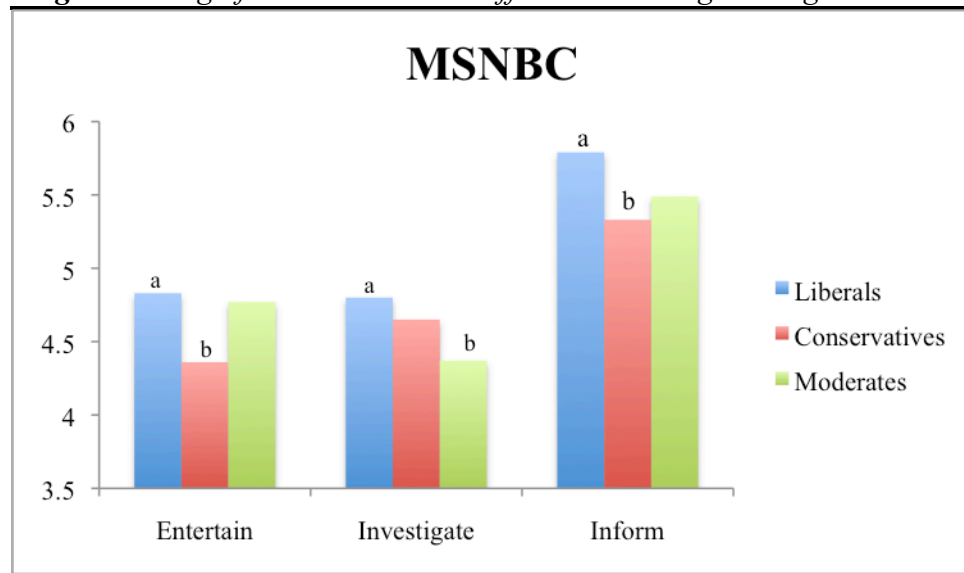 MSNBC
6
5.5
5
4.5
4
3.5
a
b
a
b
a
b
Entertain
Investigate
Inform
Liberals
Conservatives
Moderates